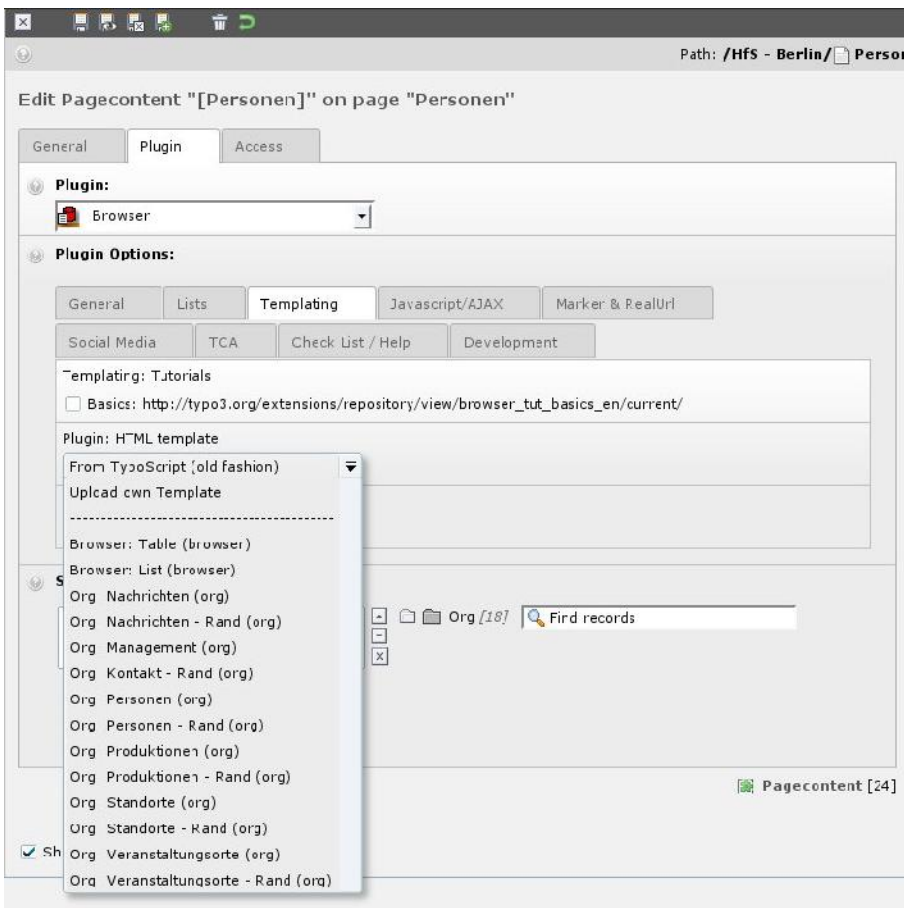 Path: /HfS - Berlin/ Person
Edit Pagecontent "[Personen]" on page "Personen"
General Plugin Access
Plugin:
Browser
Plugin Options:
General Lists Templating Javascript/AJAX Marker & RealUrl
Social Media TCA Check List / Help Development
Templating: Tutorials
Basics: http://typo3.org/extensions/repository/view/browser_tut_basics_en/current/
Plugin: HTML template
From TypoScript (old fashion)
Upload own Template
------------------------------------------
Browser: Table (browser)
Browser: List (browser)
S
Org Nachrichten (org)
Org Nachrichten - Rand (org)
Org [18] Find records
Org Management (org)
Org Kontakt - Rand (org)
Org Personen (org)
Org Personen - Rand (org)
Org Produktionen (org)
Org Produktionen - Rand (org)
Pagecontent [24]
Org Standorte (org)
Org Standorte - Rand (org)
Sh
Org Veranstaltungsorte (org)
Org Veranstaltungsorte - Rand (org)